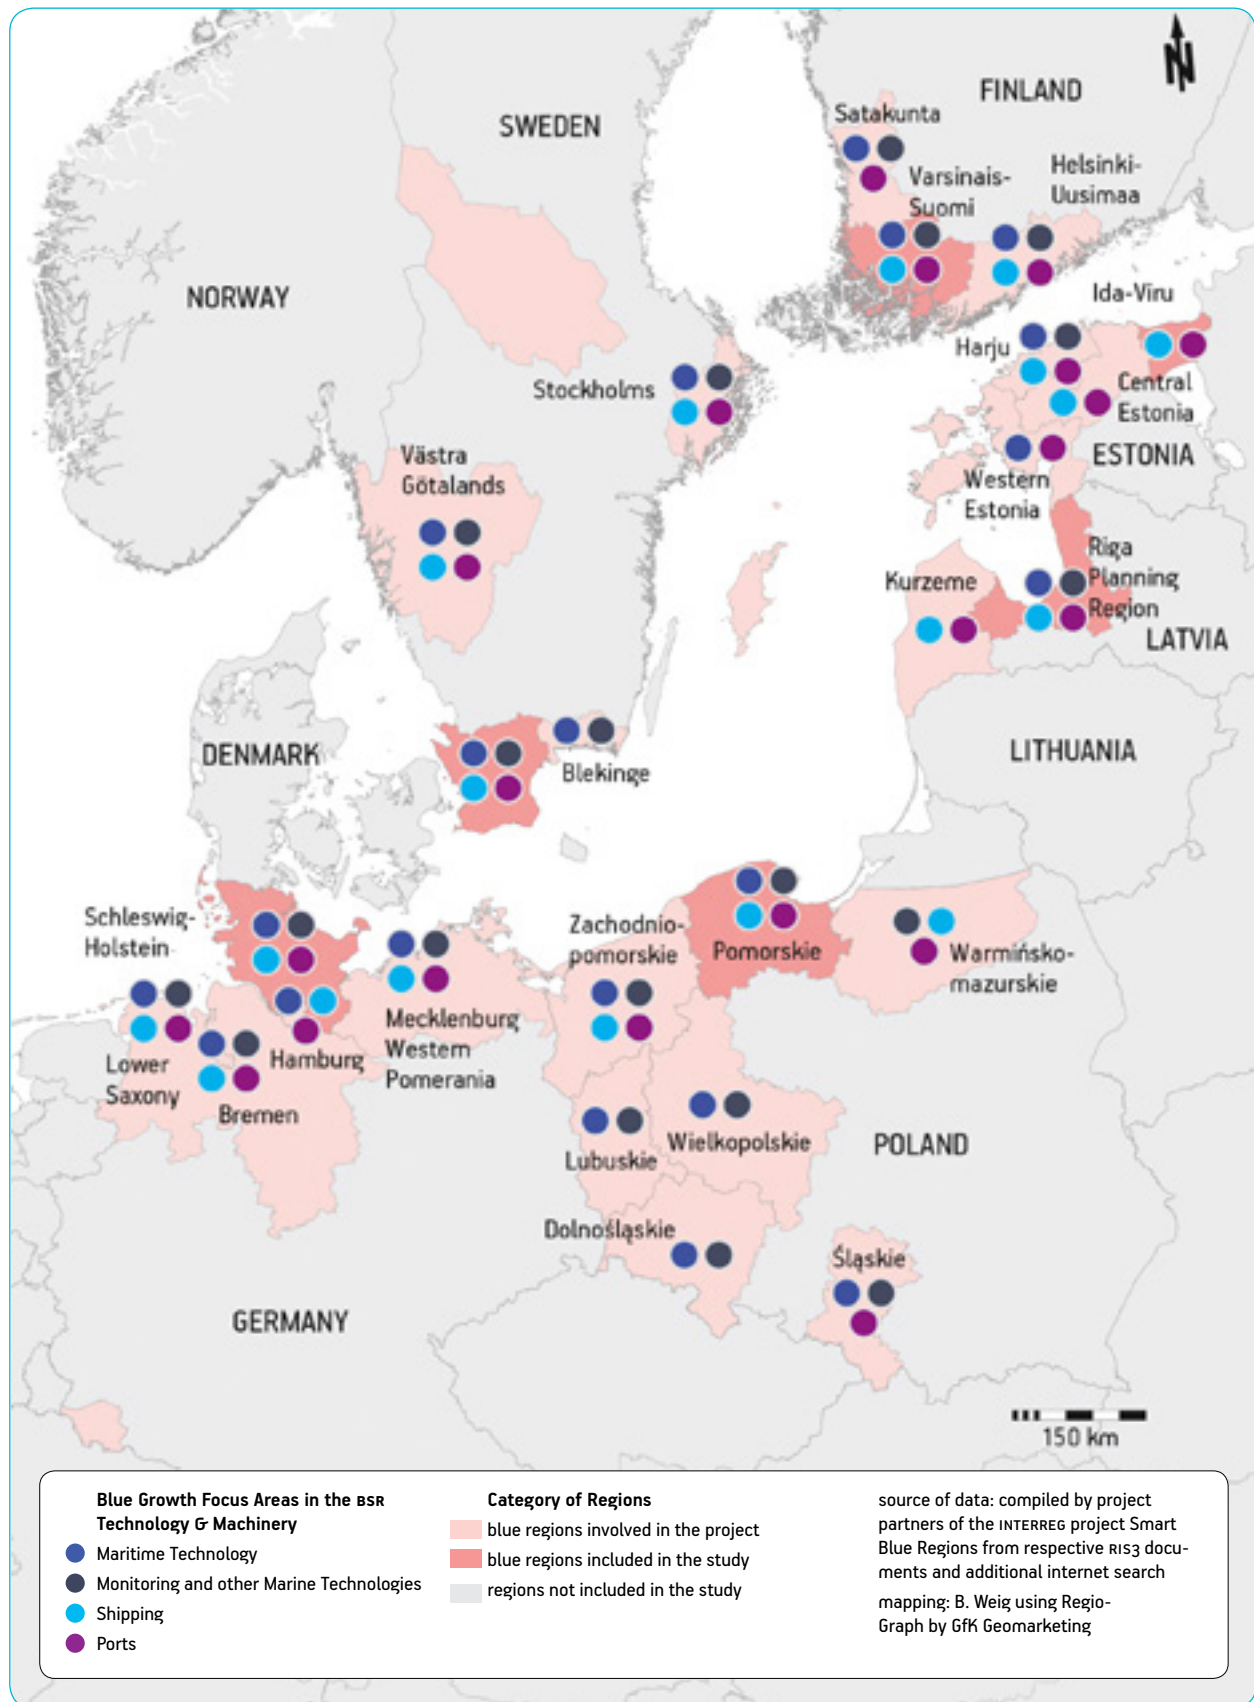 N
FINLAND
SWEDEN
Satakunta
Helsinki-
Uusimaa
Varsinais-
Suomi
NORWAY
Ida-Viru
Harju
Stockholms
Central
Estonia
Västra
Götalands
ESTONIA
Western
Estonia
Riga
Planning
Region
Kurzeme
LATVIA
DENMARK
LITHUANIA
Blekinge
Schleswig-
Holstein
Zachodnio-
pomorskie
Pomorskie
Warmińsko-
mazurskie
Mecklenburg
Western
Pomerania
Hamburg
Lower
Saxony
Bremen
Wielkopolskie
POLAND
Lubuskie
Dolnośląskie
Śląskie
GERMANY
150 km
Blue Growth Focus Areas in the BSR
Technology & Machinery
Maritime Technology
Monitoring and other Marine Technologies
Shipping
Ports
Category of Regions
blue regions involved in the project
blue regions included in the study
regions not included in the study
source of data: compiled by project
partners of the INTERREG project Smart
Blue Regions from respective RIS3 docu-
ments and additional internet search
mapping: B. Weig using Regio-
Graph by GfK Geomarketing